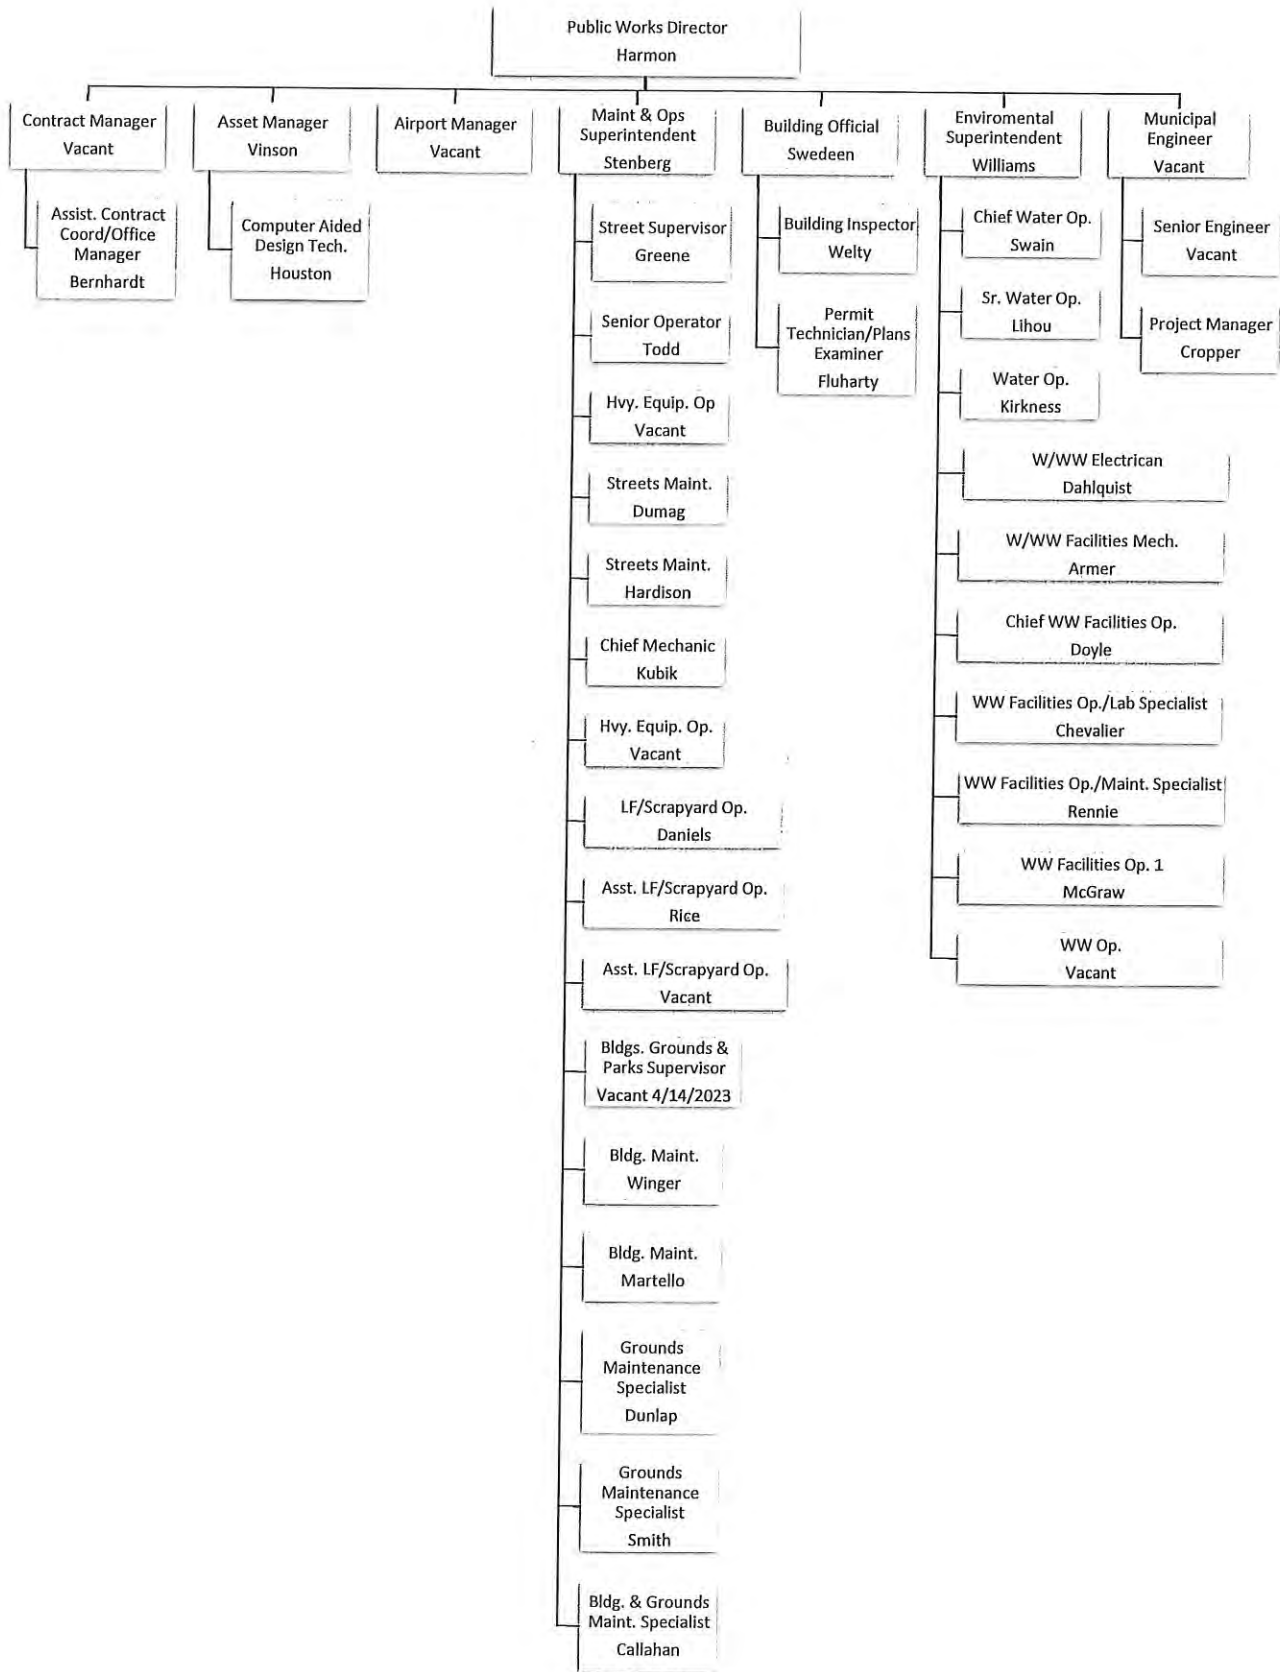 Public Works Director
Harmon
Contract Manager
Vacant
Asset Manager
Vinson
Airport Manager
Vacant
Maint & Ops
Superintendent
Stenberg
Building Official
Swedeen
Enviromental
Superintendent
Williams
Municipal
Engineer
Vacant
Assist. Contract
Coord/Office
Manager
Bernhardt
Computer Aided
Design Tech.
Houston
Street Supervisor
Greene
Senior Operator
Todd
Hvy. Equip. Op
Vacant
Streets Maint.
Dumag
Streets Maint.
Hardison
Chief Mechanic
Kubik
Hvy. Equip. Op.
Vacant
LF/Scrapyard Op.
Daniels
Asst. LF/Scrapyard Op.
Rice
Asst. LF/Scrapyard Op.
Vacant
Bldgs. Grounds &
Parks Supervisor
Vacant 4/14/2023
Bldg. Maint.
Winger
Bldg. Maint.
Martello
Grounds
Maintenance
Specialist
Dunlap
Grounds
Maintenance
Specialist
Smith
Bldg. & Grounds
Maint. Specialist
Callahan
Building Inspector
Welty
Permit
Technician/Plans
Examiner
Fluharty
Chief Water Op.
Swain
Sr. Water Op.
Lihou
Water Op.
Kirkness
W/WW Electrican
Dahlquist
W/WW Facilities Mech.
Armer
Chief WW Facilities Op.
Doyle
WW Facilities Op./Lab Specialist
Chevalier
WW Facilities Op./Maint. Specialist
Rennie
WW Facilities Op. 1
McGraw
WW Op.
Vacant
Senior Engineer
Vacant
Project Manager
Cropper